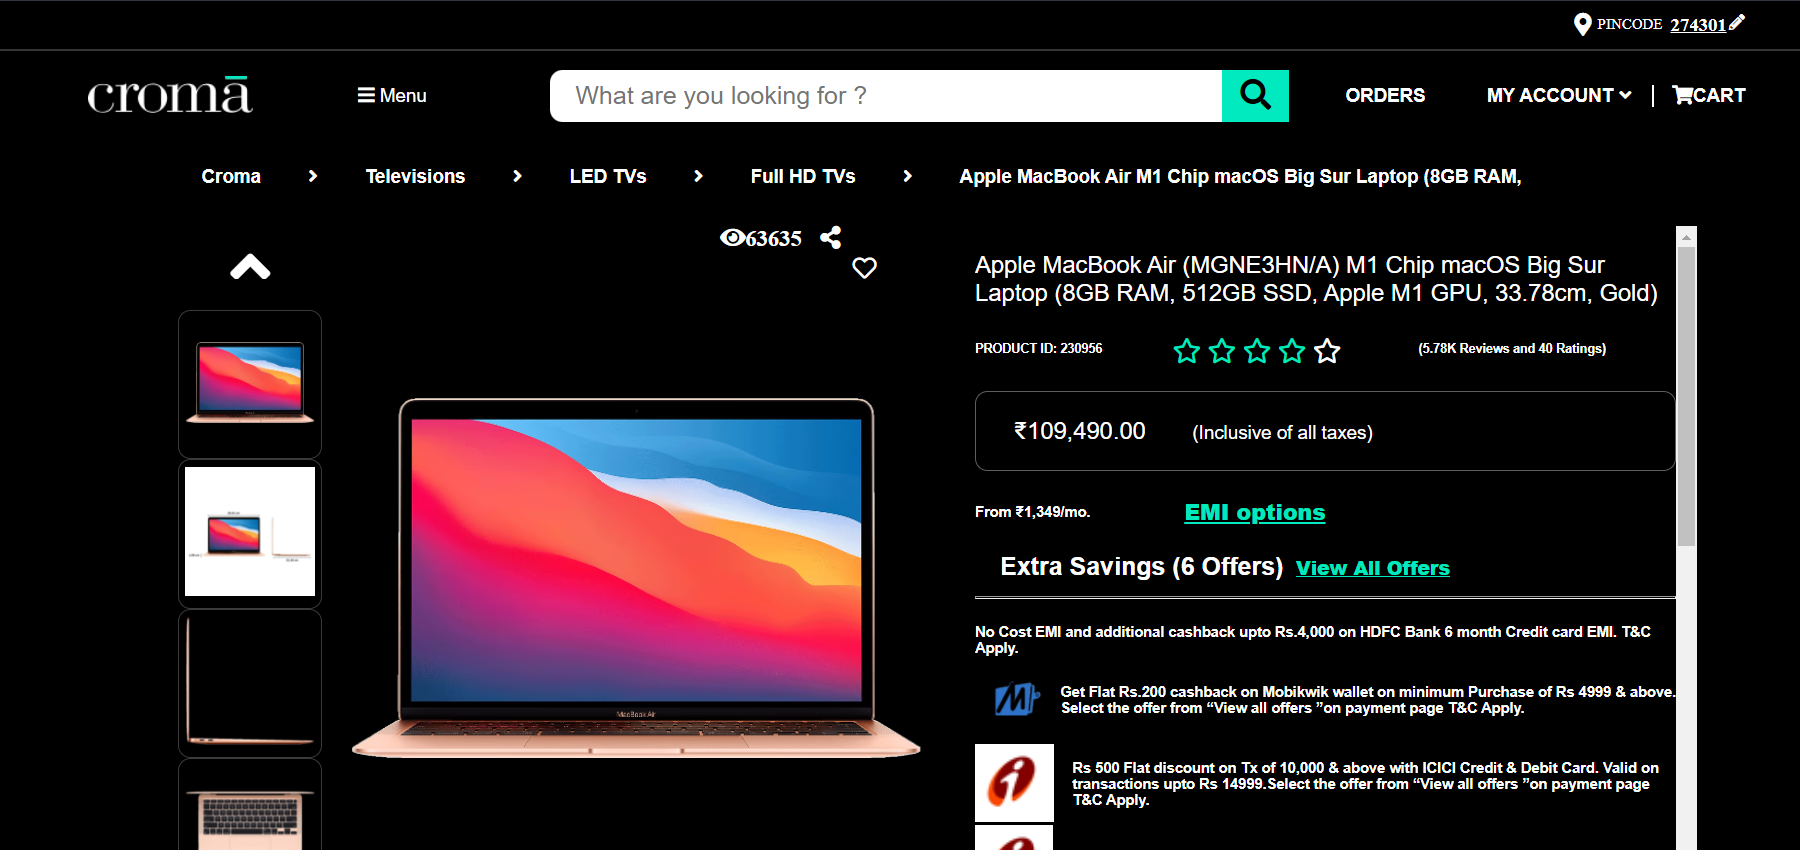 PINCODE 274301
cromā
Menu
What are you looking for ?
ORDERS
MY ACCOUNT
CART
Croma
Televisions
LED TVs
Full HD TVs
Apple MacBook Air M1 Chip macOS Big Sur Laptop (8GB RAM,
63635
Apple MacBook Air (MGNE3HN/A) M1 Chip macOS Big Sur
Laptop (8GB RAM, 512GB SSD, Apple M1 GPU, 33.78cm, Gold)
PRODUCT ID: 230956
(5.78K Reviews and 40 Ratings)
₹109,490.00
(Inclusive of all taxes)
From ₹1,349/mo.
EMI options
Extra Savings (6 Offers) View All Offers
No Cost EMI and additional cashback upto Rs.4,000 on HDFC Bank 6 month Credit card EMI. T&C
Apply.
Get Flat Rs.200 cashback on Mobikwik wallet on minimum Purchase of Rs 4999 & above.
Select the offer from “View all offers ”on payment page T&C Apply.
MacBook Air
Rs 500 Flat discount on Tx of 10,000 & above with ICICI Credit & Debit Card. Valid on
transactions upto Rs 14999.Select the offer from “View all offers ”on payment page
T&C Apply.